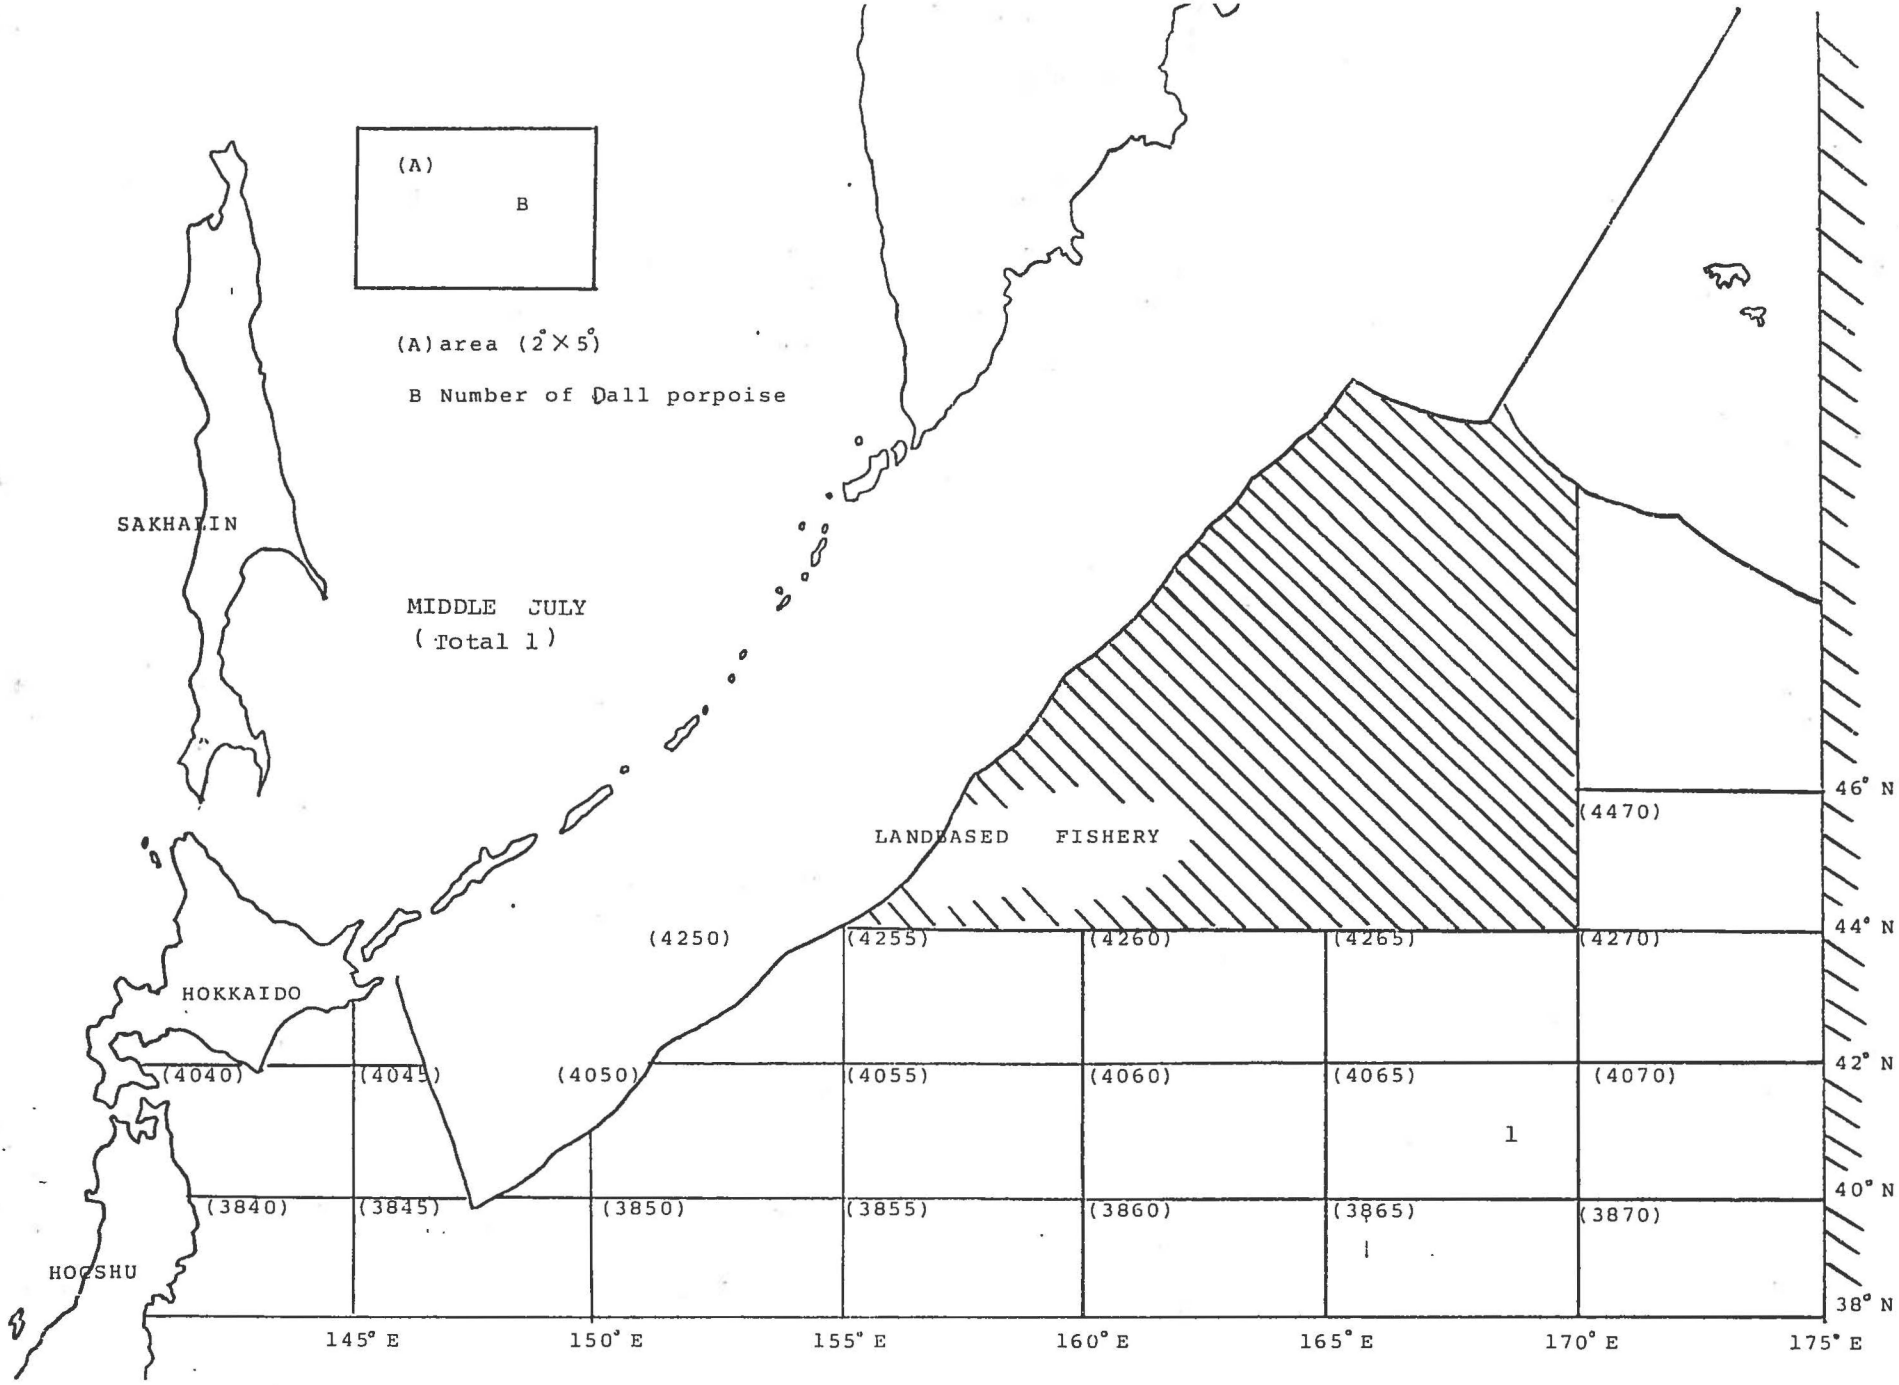 (A)
B
(A) area (2° × 5°)
B Number of Dall porpoise
SAKHALIN
MIDDLE JULY
(Total 1)
46° N
(4470)
LANDBASED FISHERY
44° N
(4250) (4255) (4260) (4265) (4270)
HOKKAIDO
42° N
(4040) (4045) (4050) (4055) (4060) (4065) (4070)
1
40° N
(3840) (3845) (3850) (3855) (3860) (3865) (3870)
HOOSHU
38° N
145° E 150° E 155° E 160° E 165° E 170° E 175° E